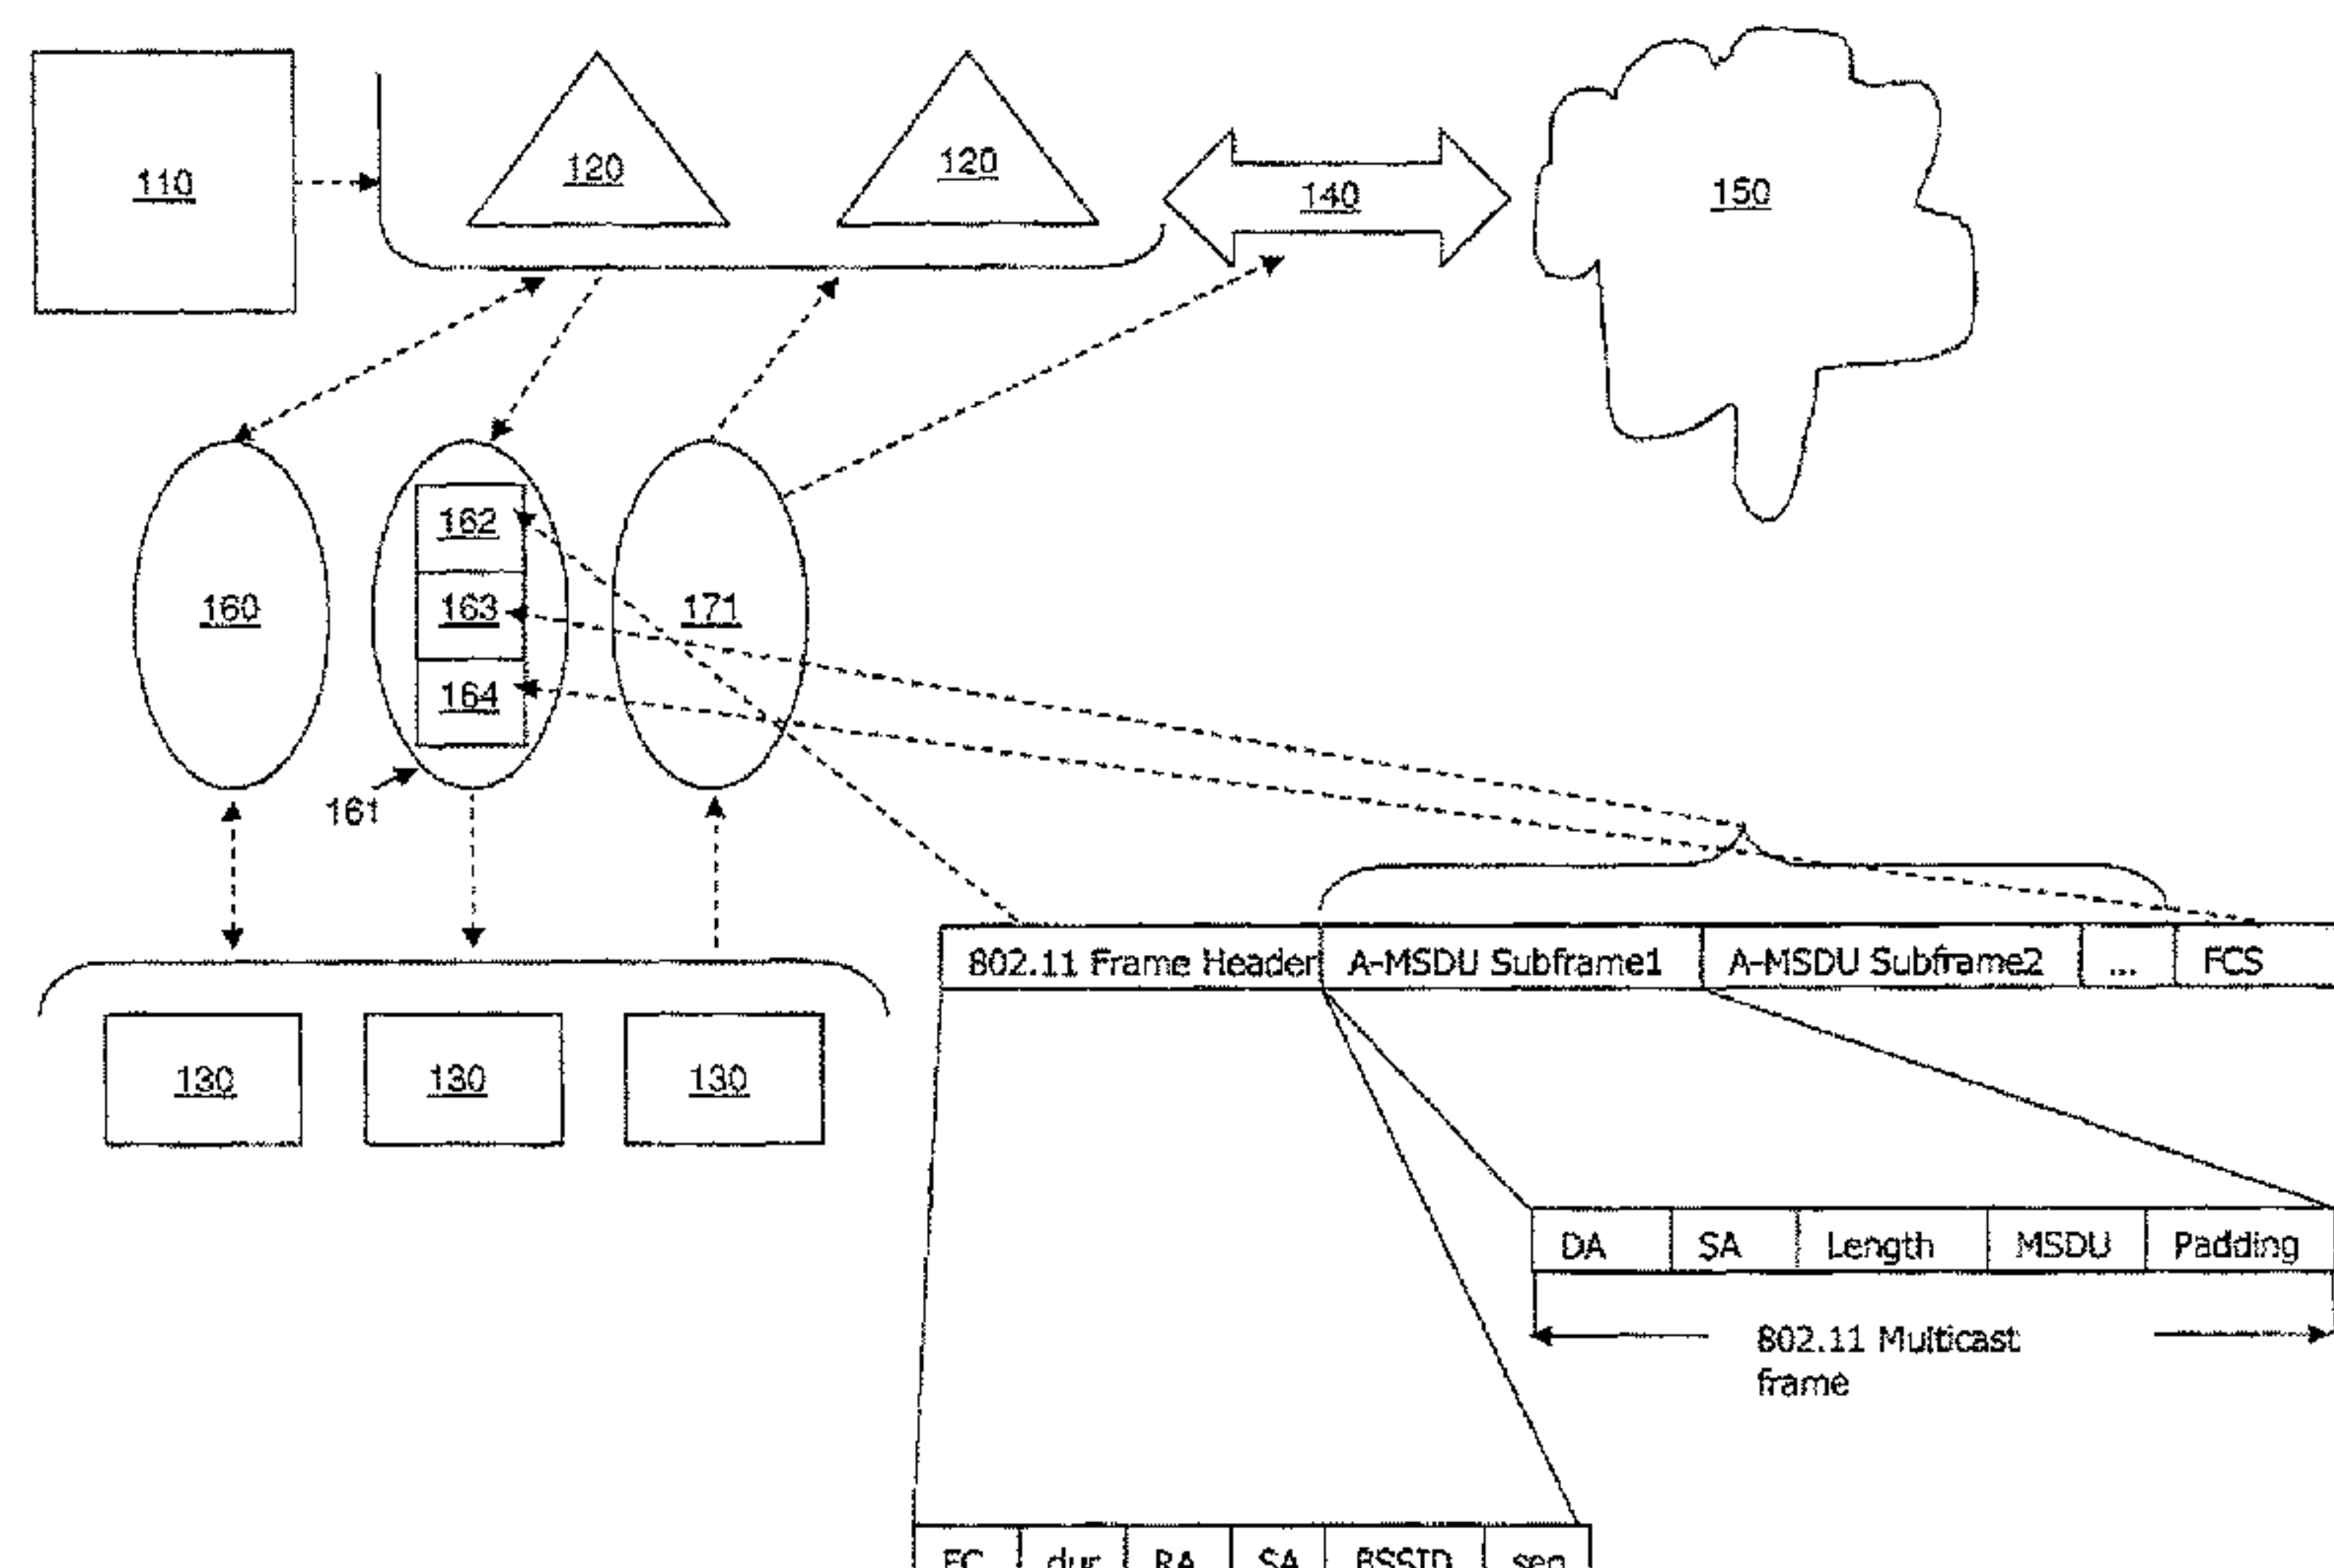 110
120
120
140
150
162
160
163
171
164
161
802.11 Frame Header A-MSDU Subframe1 A-MSDU Subframe2 ... FCS
130
130
130
DA SA Length MSDU Padding
802.11 Multicast
frame
FC dur RA SA BSSID seq